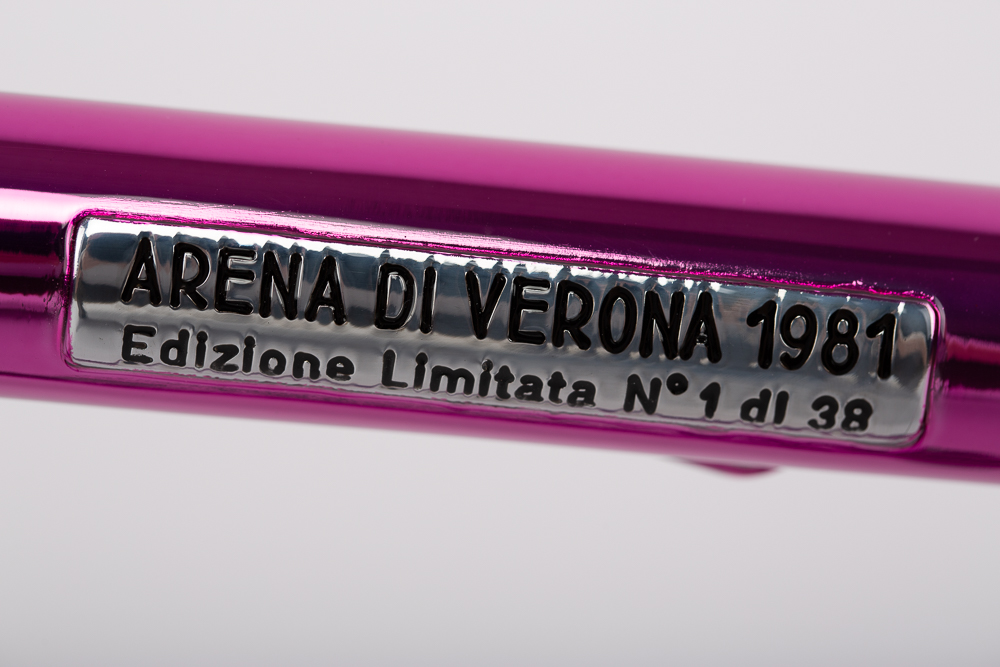 ARENA DI VERONA 1981
Edizione Limitata N° 1 dI 38